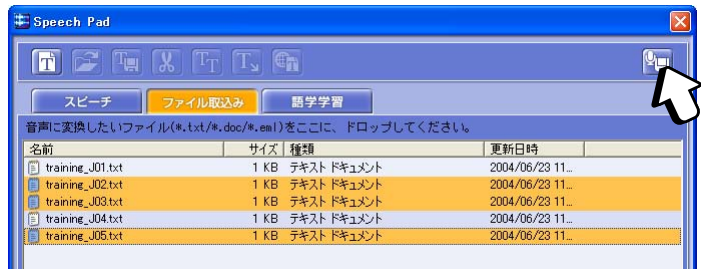 Speech Pad
スピーチ ファイル取込み 語学学習
音声に変換したいファイル(*.txt/*.doc/*.eml)をここに、ドロップしてください。
名前 サイズ 種類 更新日時
training_J01.txt 1 KB テキスト ドキュメント 2004/06/23 11...
training_J02.txt 1 KB テキスト ドキュメント 2004/06/23 11...
training_J03.txt 1 KB テキスト ドキュメント 2004/06/23 11...
training_J04.txt 1 KB テキスト ドキュメント 2004/06/23 11...
training_J05.txt 1 KB テキスト ドキュメント 2004/06/23 11...